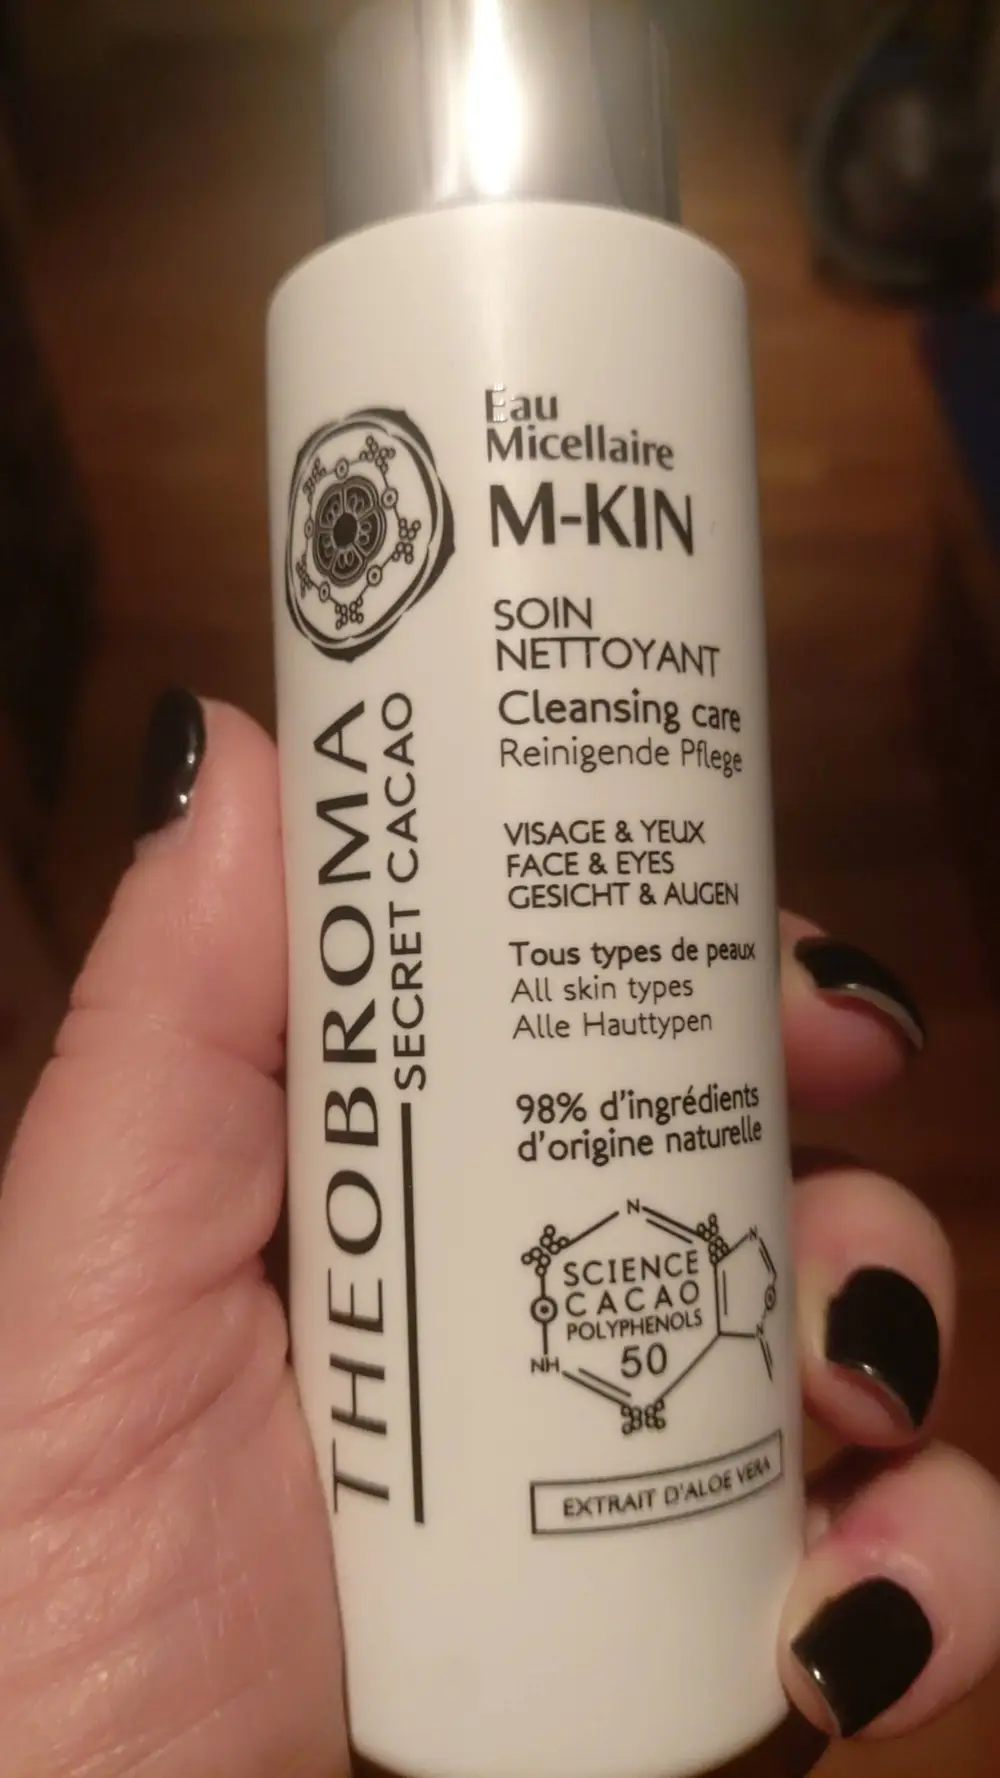 Eau
Micellaire
M-KIN
SOIN
NETTOYANT
Cleansing care
Reinigende Pflege
VISAGE & YEUX
FACE & EYES
GESICHT & AUGEN
Tous types de peaux
All skin types
Alle Hauttypen
98% d'ingrédients
d'origine naturelle
N
N
SCIENCE
CACAO
POLYPHENOLS
50
NH
N
EXTRAIT D'ALOE VERA
THEOBROMA
SECRET CACAO